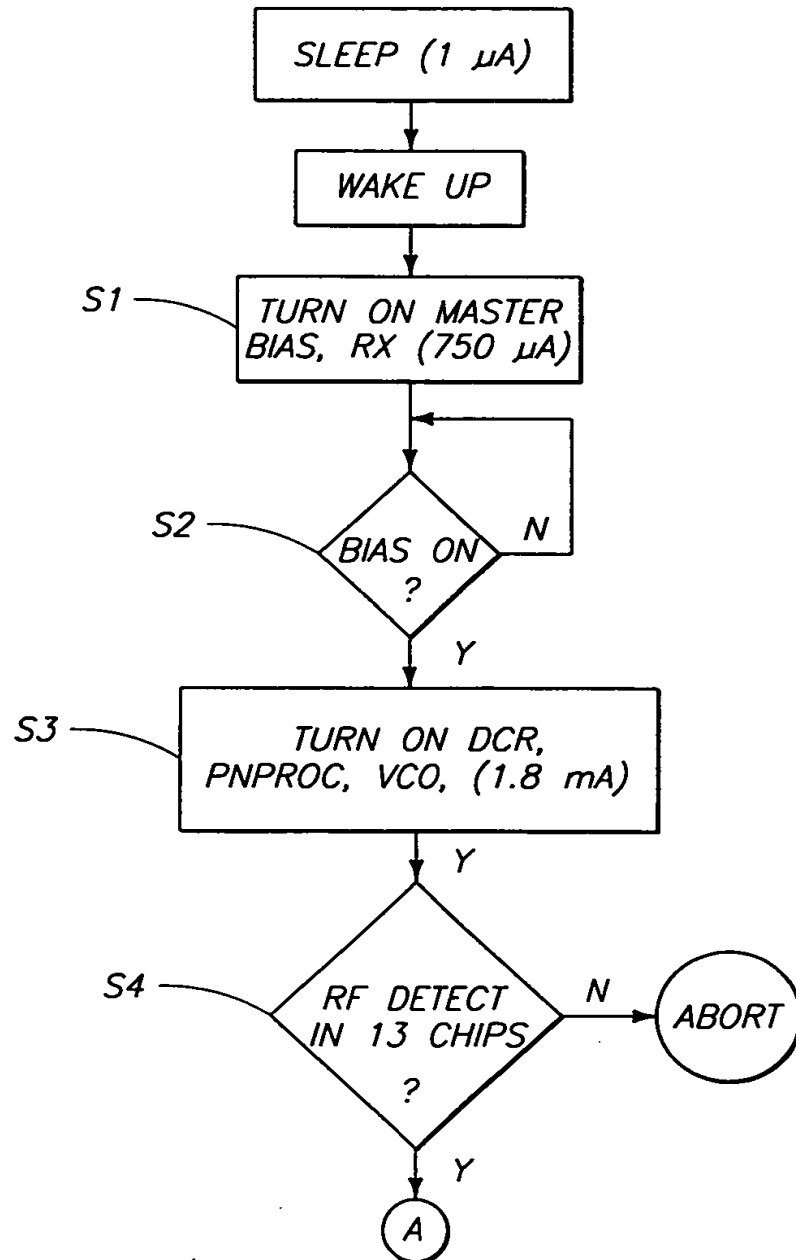 SLEEP (1 µA)
WAKE UP
S1
TURN ON MASTER
BIAS, RX (750 µA)
S2
BIAS ON
?
N
Y
S3
TURN ON DCR,
PNPROC, VCO, (1.8 mA)
Y
S4
RF DETECT
IN 13 CHIPS
?
N
ABORT
Y
A